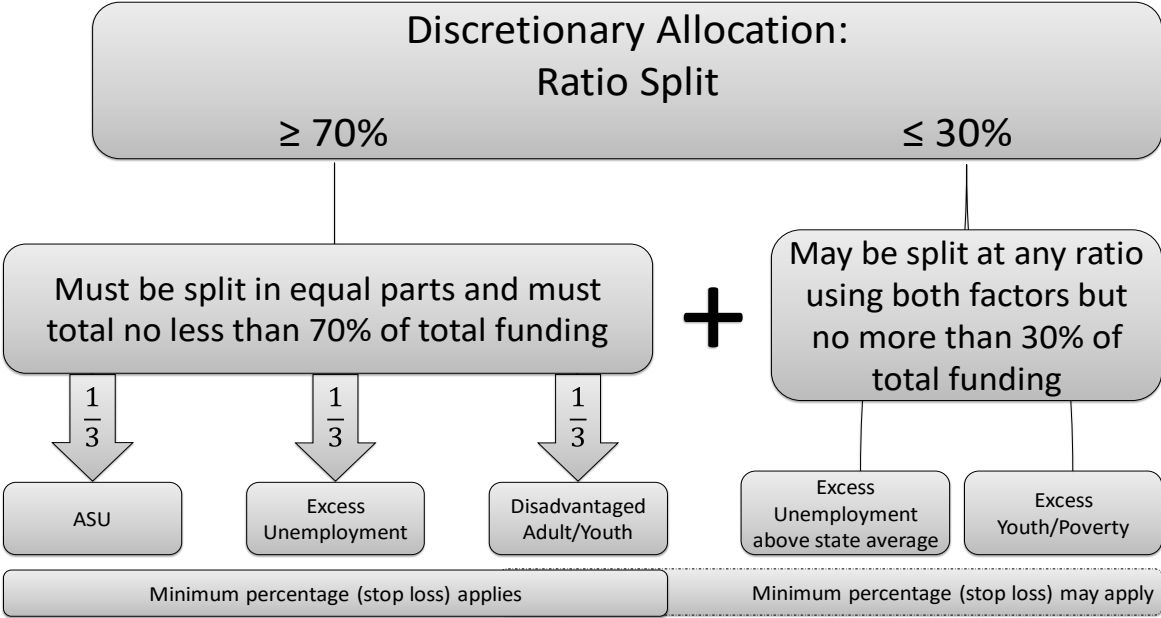 Discretionary Allocation:
Ratio Split
≥ 70%
≤ 30%
Must be split in equal parts and must
total no less than 70% of total funding
+
May be split at any ratio
using both factors but
no more than 30% of
total funding
1/3
1/3
1/3
ASU
Excess
Unemployment
Disadvantaged
Adult/Youth
Excess
Unemployment
above state average
Excess
Youth/Poverty
Minimum percentage (stop loss) applies
Minimum percentage (stop loss) may apply